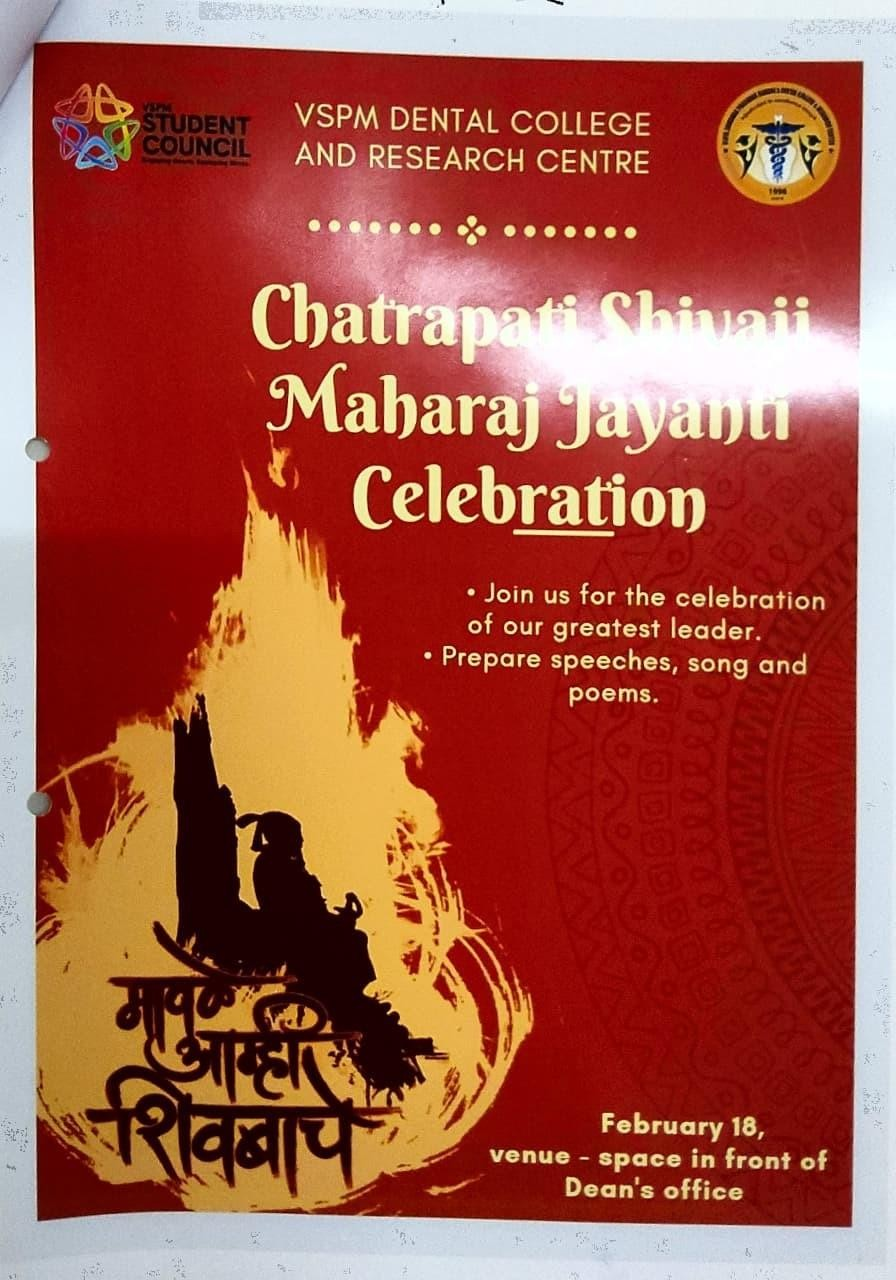 VSPM
STUDENT
COUNCIL
VSPM DENTAL COLLEGE
AND RESEARCH CENTRE
1996
Chatrapati Shivaji
Maharaj Jayanti
Celebration
• Join us for the celebration
of our greatest leader.
• Prepare speeches, song and
poems.
मावळे
आम्ही
शिवबाचे
February 18,
venue - space in front of
Dean's office